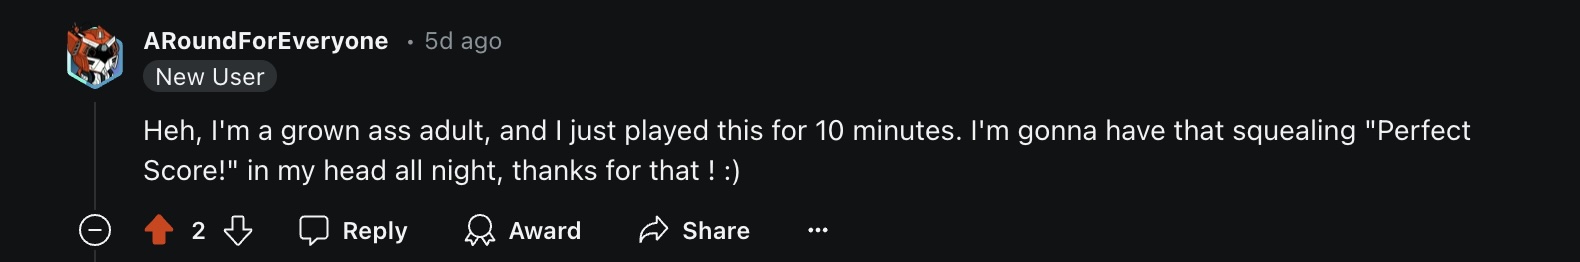 ARoundForEveryone • 5d ago
New User
Heh, I'm a grown ass adult, and I just played this for 10 minutes. I'm gonna have that squealing "Perfect
Score!" in my head all night, thanks for that ! :)
2 Reply Award Share ...